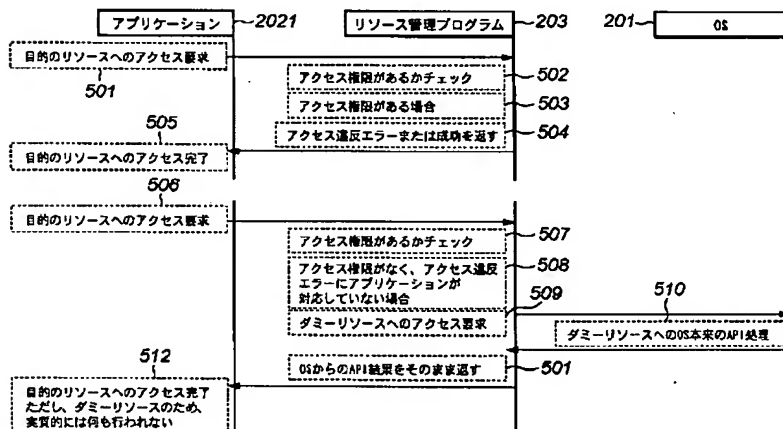 アプリケーション
2021
リソース管理プログラム
203
201
OS
目的のリソースへのアクセス要求
501
アクセス権限があるかチェック
502
アクセス権限がある場合
503
アクセス違反エラーまたは成功を返す
504
505
目的のリソースへのアクセス完了
506
目的のリソースへのアクセス要求
アクセス権限があるかチェック
507
アクセス権限がなく、アクセス違反
エラーにアプリケーションが
対応していない場合
508
509
ダミーリソースへのアクセス要求
510
ダミーリソースへのOS本来のAPI処理
OSからのAPI結果をそのまま返す
501
512
目的のリソースへのアクセス完了
ただし、ダミーリソースのため、
実質的には何も行われない